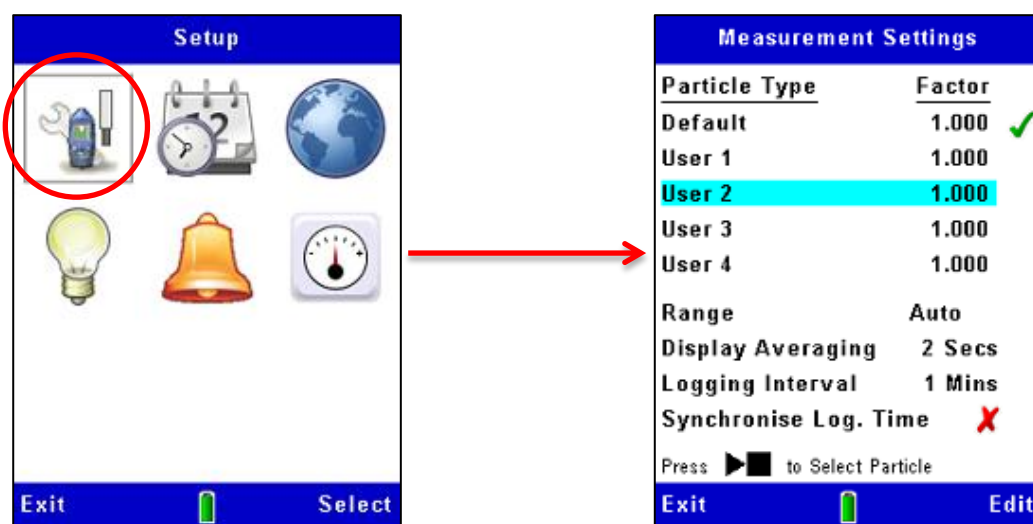 Setup
12
Exit Select
Measurement Settings
Particle Type Factor
Default 1.000
User 1 1.000
User 2 1.000
User 3 1.000
User 4 1.000
Range Auto
Display Averaging 2 Secs
Logging Interval 1 Mins
Synchronise Log. Time ✗
Press ▶■ to Select Particle
Exit Edit